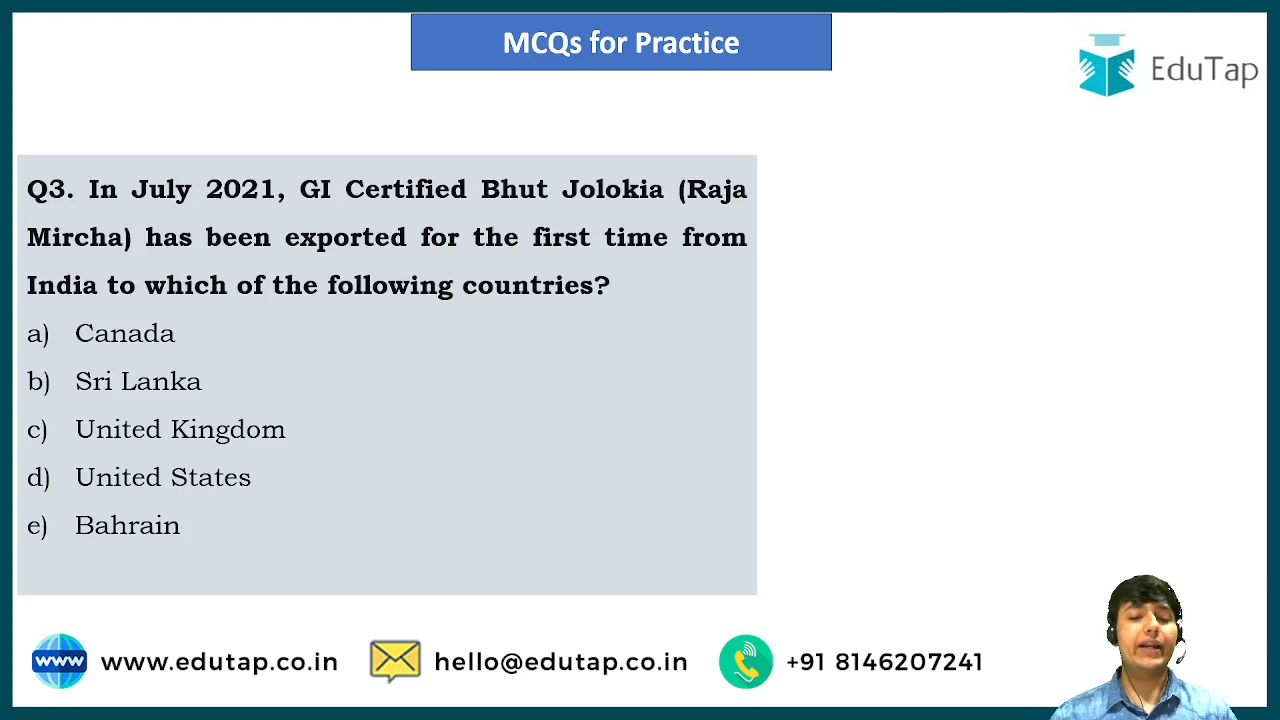 MCQs for Practice
EduTap
Q3. In July 2021, GI Certified Bhut Jolokia (Raja
Mircha) has been exported for the first time from
India to which of the following countries?
a) Canada
b) Sri Lanka
c) United Kingdom
d) United States
e) Bahrain
www www.edutap.co.in hello@edutap.co.in +91 8146207241